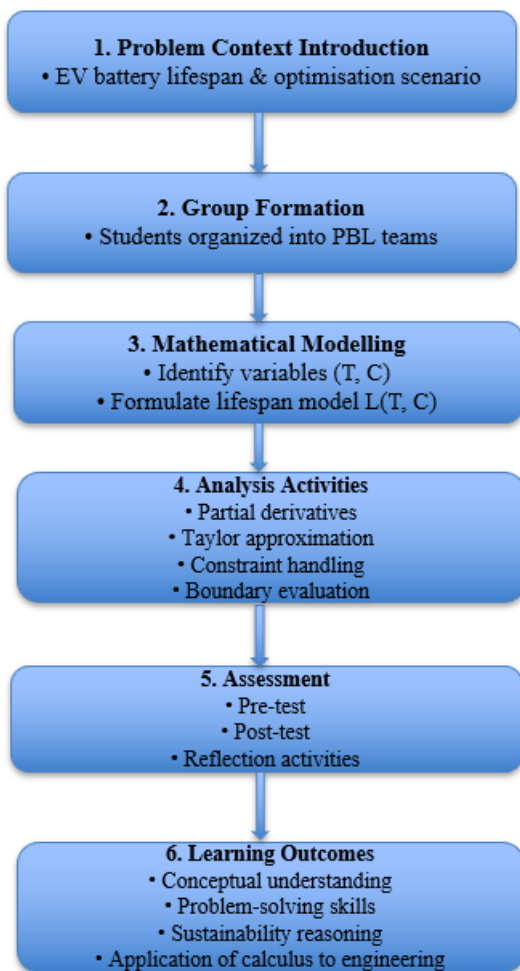 1. Problem Context Introduction
• EV battery lifespan & optimisation scenario
2. Group Formation
• Students organized into PBL teams
3. Mathematical Modelling
• Identify variables (T, C)
• Formulate lifespan model L(T, C)
4. Analysis Activities
• Partial derivatives
• Taylor approximation
• Constraint handling
• Boundary evaluation
5. Assessment
• Pre-test
• Post-test
• Reflection activities
6. Learning Outcomes
• Conceptual understanding
• Problem-solving skills
• Sustainability reasoning
• Application of calculus to engineering